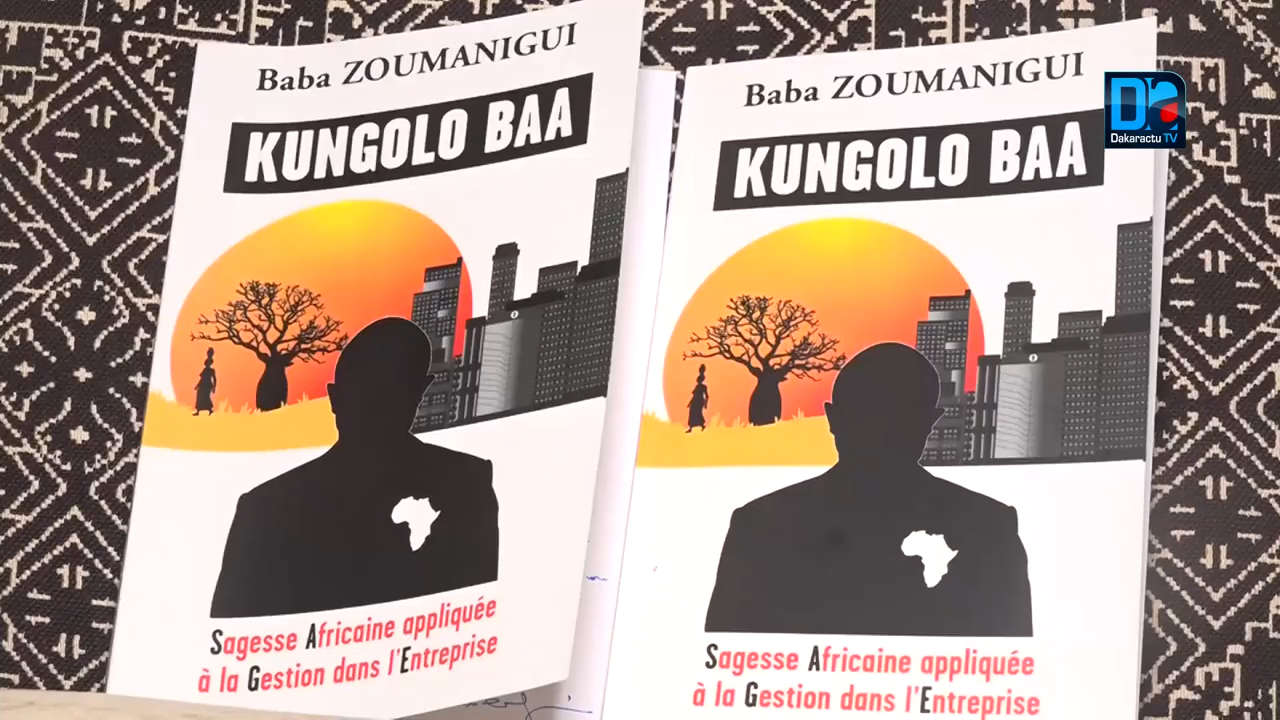 Baba ZOUMANIGUI
KUNGOLO BAA
Sagesse Africaine appliquée
à la Gestion dans l'Entreprise
Baba ZOUMANIGUI
KUNGOLO BAA
Sagesse Africaine appliquée
à la Gestion dans l'Entreprise
Dakaractu TV